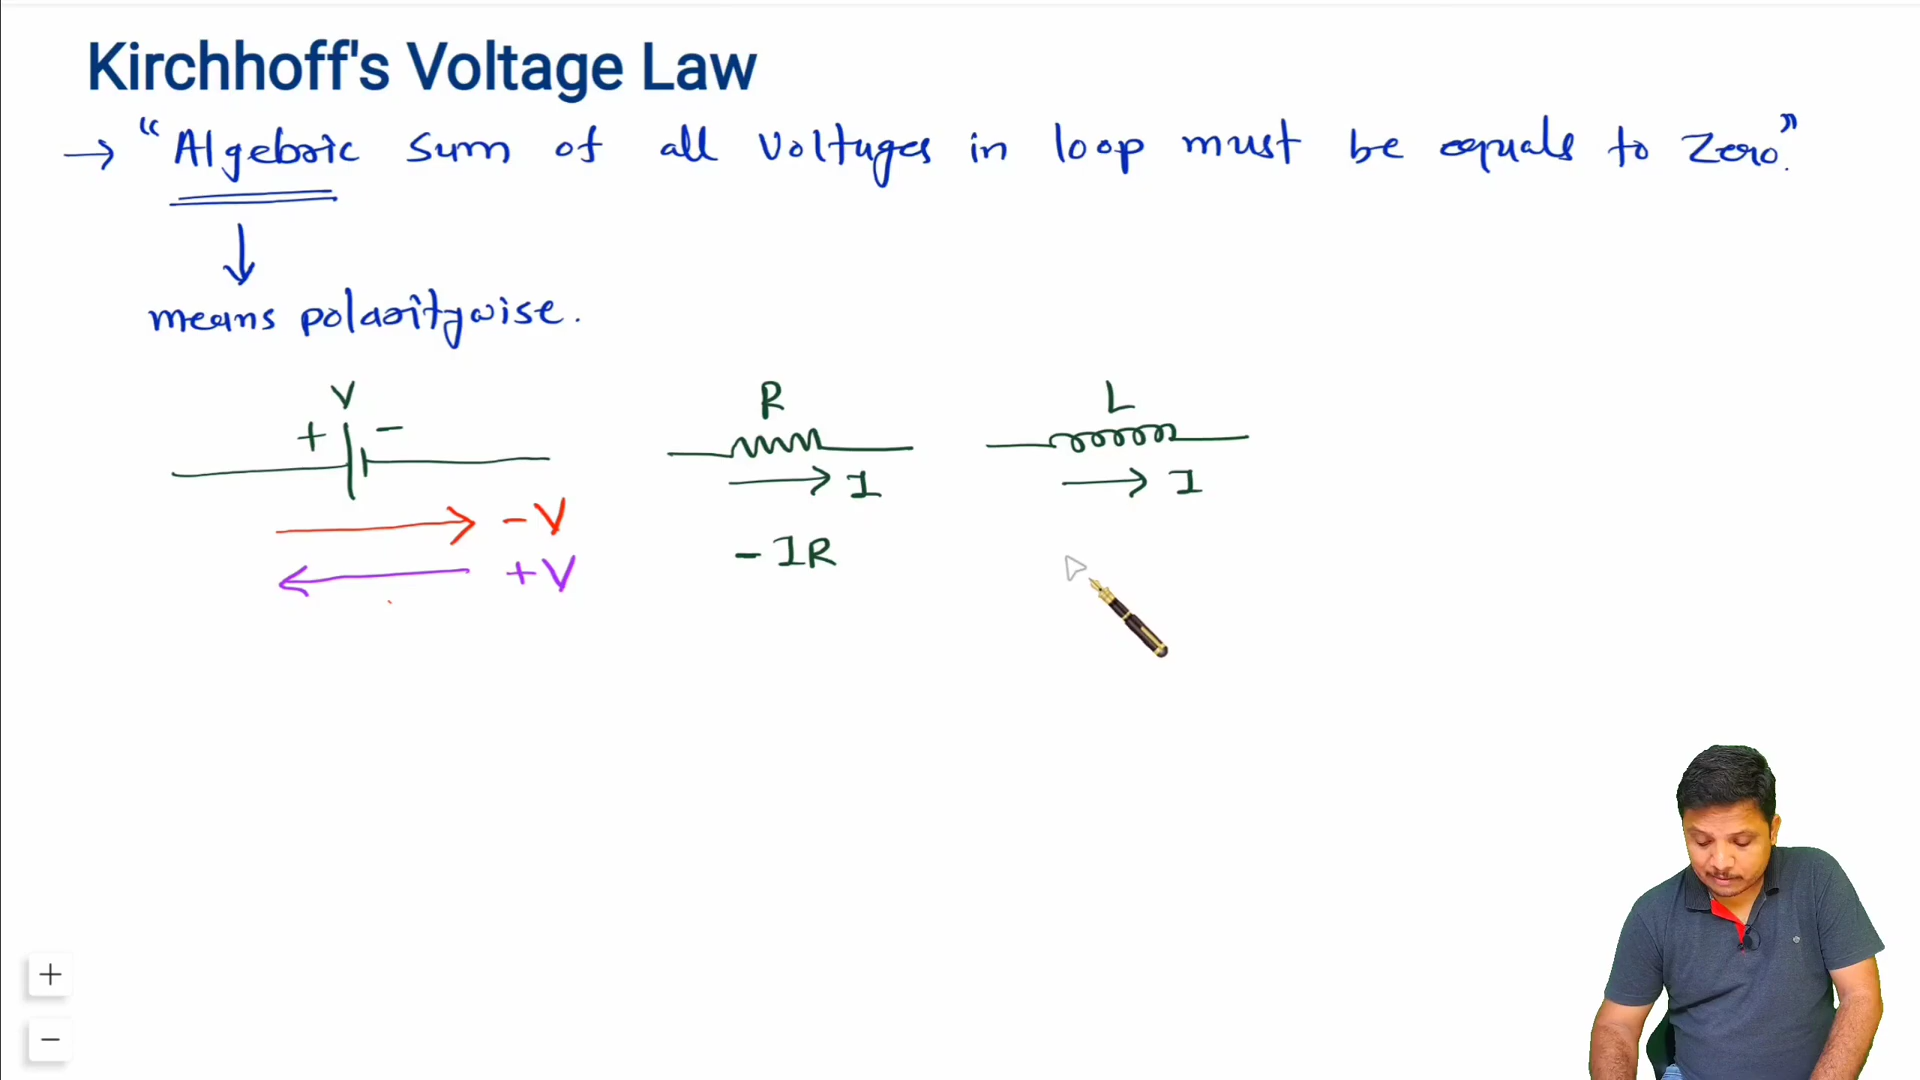 Kirchhoff's Voltage Law
→ “Algebric sum of all voltages in loop must be equals to zero.”
means polaritywise.
V
R
L
+ -
I
I
-V
+V
-IR
+
−